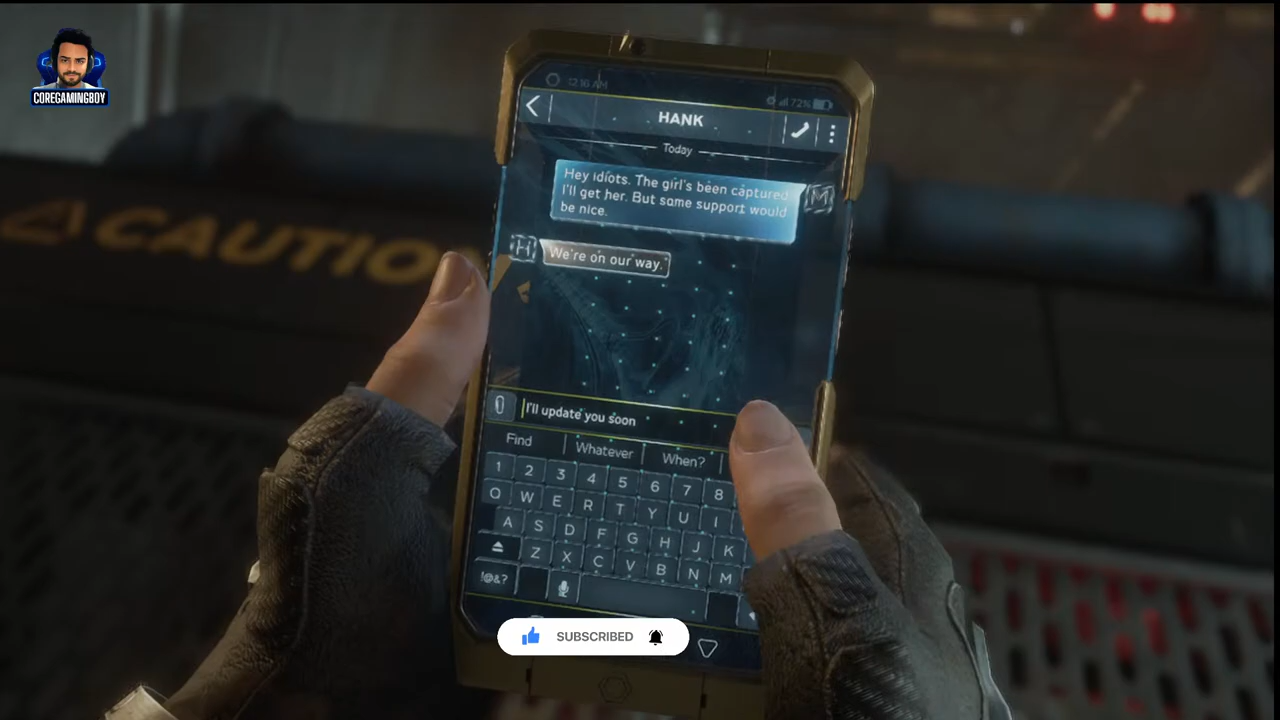 COREGAMINGBOY
12:16 AM
72%
HANK
Today
Hey idiots. The girl's been captured
I'll get her. But some support would
be nice.
M
H
We're on our way.
CAUTION
I'll update you soon
Find Whatever When?
1 2 3 4 5 6 7 8
Q W E R T Y U I
A S D F G H J K
Z X C V B N M
!@&?
SUBSCRIBED